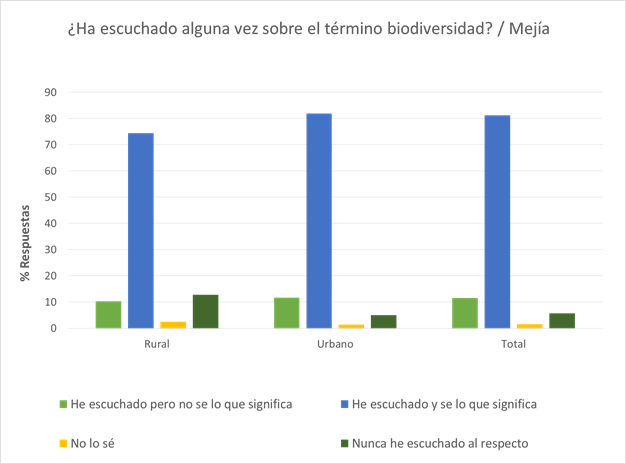 ¿Ha escuchado alguna vez sobre el término biodiversidad? / Mejía
% Respuestas
90
80
70
60
50
40
30
20
10
0
Rural Urbano Total
He escuchado pero no se lo que significa He escuchado y se lo que significa
No lo sé Nunca he escuchado al respecto